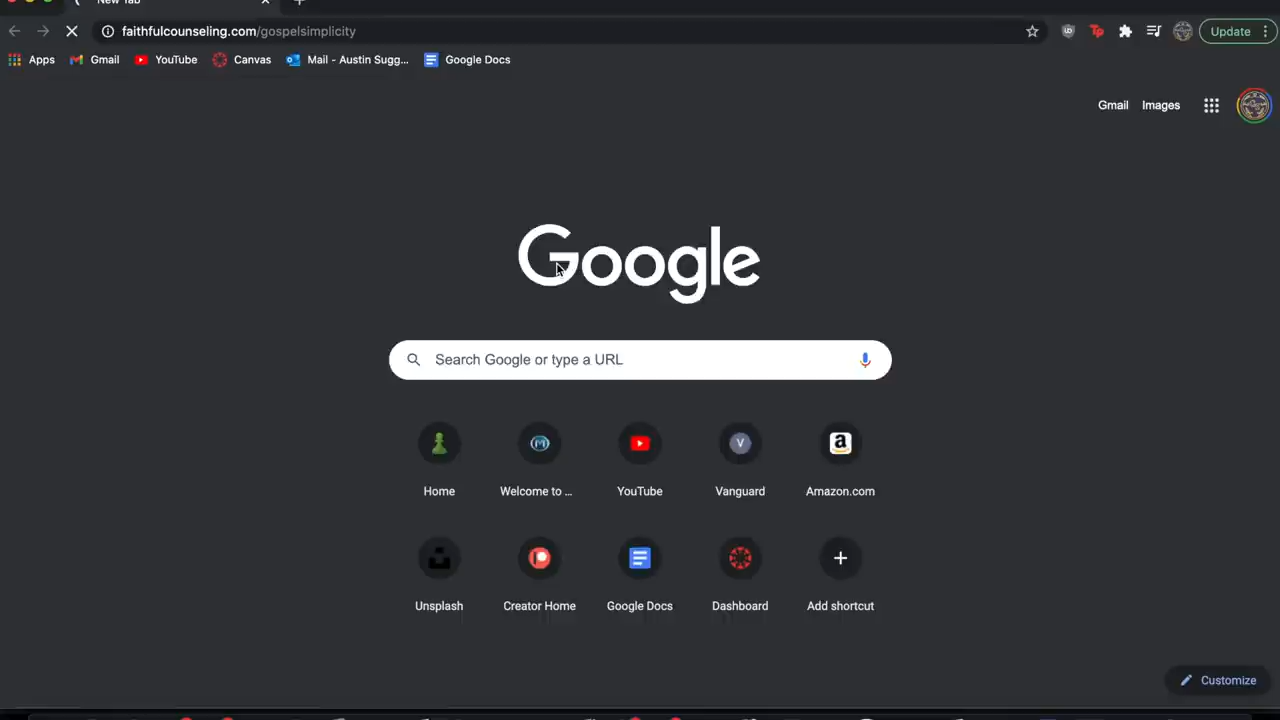 New Tab
faithfulcounseling.com/gospelsimplicity
Update
Apps
Gmail
YouTube
Canvas
Mail - Austin Sugg...
Google Docs
Gmail
Images
Google
Search Google or type a URL
Home
Welcome to ...
YouTube
Vanguard
Amazon.com
Unsplash
Creator Home
Google Docs
Dashboard
Add shortcut
Customize